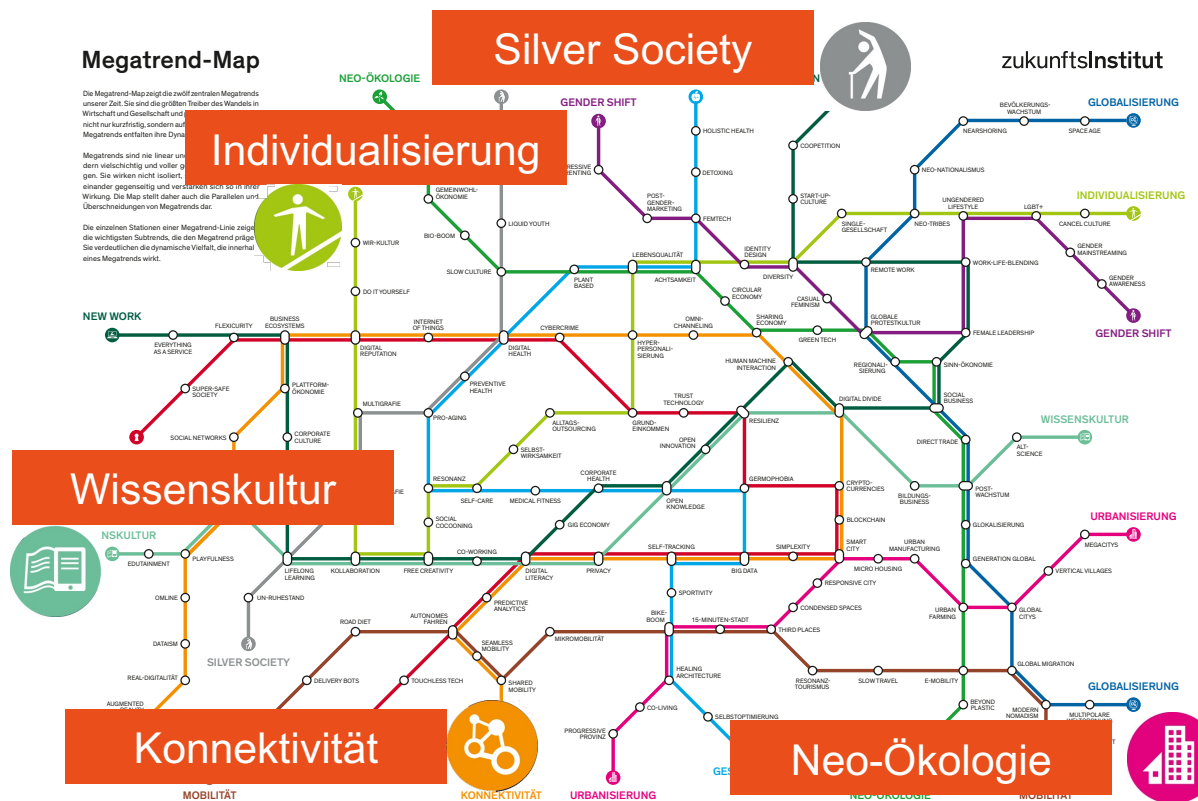 Silver Society
Megatrend-Map
zukunftsInstitut
Die Megatrend-Map zeigt die zwölf zentralen Megatrends
unserer Zeit. Sie sind die größten Treiber des Wandels in
Wirtschaft und Gesellschaft und
nicht nur kurzfristig, sondern auf
Megatrends entfalten ihre
Megatrends sind nie linear
dern vielschichtig und voller
gen. Sie wirken nicht isoliert,
einander gegenseitig und verstärken sich so in ihrer
Wirkung. Die Map stellt daher auch die Parallelen und
Überschneidungen von Megatrends dar.
Die einzelnen Stationen einer Megatrend-Linie
die wichtigsten Subtrends, die den Megatrend
Sie verdeutlichen die dynamische Vielfalt, die
eines Megatrends wirkt.
Individualisierung
NEO-ÖKOLOGIE
GENDER SHIFT
BEVÖLKERUNGS-
WACHSTUM
GLOBALISIERUNG
NEARSHORING
SPACE AGE
HOLISTIC HEALTH
COOPETITION
DETOXING
NEO-NATIONALISMUS
GEMEINWOHL-
ÖKONOMIE
POST-
GENDER-
MARKETING
START-UP-
CULTURE
UNGENDERED
LIFESTYLE
LGBT+
INDIVIDUALISIERUNG
LIQUID YOUTH
FEMTECH
SINGLE-
GESELLSCHAFT
NEO-TRIBES
CANCEL CULTURE
BIO-BOOM
WIR-KULTUR
LEBENSQUALITÄT
IDENTITY
DESIGN
GENDER
MAINSTREAMING
SLOW CULTURE
PLANT
BASED
ACHTSAMKEIT
DIVERSITY
REMOTE WORK
WORK-LIFE-BLENDING
DO IT YOURSELF
CIRCULAR
ECONOMY
CASUAL
FEMINISM
GENDER
AWARENESS
NEW WORK
FLEXICURITY
BUSINESS
ECOSYSTEMS
INTERNET
OF THINGS
CYBERCRIME
OMNI-
CHANNELING
SHARING
ECONOMY
GLOBALE
PROTESTKULTUR
GENDER SHIFT
EVERYTHING
AS A SERVICE
DIGITAL
REPUTATION
DIGITAL
HEALTH
HYPER-
PERSONALI-
SIERUNG
GREEN TECH
FEMALE LEADERSHIP
HUMAN MACHINE
INTERACTION
REGIONALI-
SIERUNG
SINN-ÖKONOMIE
SUPER-SAFE
SOCIETY
PLATTFORM-
ÖKONOMIE
PREVENTIVE
HEALTH
TRUST
TECHNOLOGY
DIGITAL DIVIDE
SOCIAL
BUSINESS
MULTIGRAFIE
PRO-AGING
ALLTAGS-
OUTSOURCING
GRUND-
EINKOMMEN
RESILIENZ
WISSENSKULTUR
SOCIAL NETWORKS
CORPORATE
CULTURE
OPEN
INNOVATION
DIRECT TRADE
ALT-
SCIENCE
SELBST-
WIRKSAMKEIT
Wissenskultur
RESONANZ
CORPORATE
HEALTH
GERMOPHOBIA
CRYPTO-
CURRENCIES
BILDUNGS-
BUSINESS
POST-
WACHSTUM
SELF-CARE
MEDICAL FITNESS
OPEN
KNOWLEDGE
SOCIAL
COCOONING
GIG ECONOMY
BLOCKCHAIN
GLOKALISIERUNG
URBANISIERUNG
NSKULTUR
EDUTAINMENT
PLAYFULNESS
LIFELONG
LEARNING
KOLLABORATION
FREE CREATIVITY
CO-WORKING
DIGITAL
LITERACY
PRIVACY
SELF-TRACKING
BIG DATA
SIMPLEXITY
SMART
CITY
URBAN
MANUFACTURING
GENERATION GLOBAL
MEGACITYS
MICRO HOUSING
VERTICAL VILLAGES
OMLINE
UN-RUHESTAND
PREDICTIVE
ANALYTICS
SPORTIVITY
RESPONSIVE CITY
CONDENSED SPACES
URBAN
FARMING
GLOBAL
CITYS
ROAD DIET
AUTONOMES
FAHREN
BIKE-
BOOM
15-MINUTEN-STADT
THIRD PLACES
DATAISM
SILVER SOCIETY
SEAMLESS
MOBILITY
MIKROMOBILITÄT
REAL-DIGITALITÄT
DELIVERY BOTS
TOUCHLESS TECH
SHARED
MOBILITY
HEALING
ARCHITECTURE
RESONANZ-
TOURISMUS
SLOW TRAVEL
E-MOBILITY
GLOBAL MIGRATION
GLOBALISIERUNG
AUGMENTED
CO-LIVING
SELBSTOPTIMIERUNG
BEYOND
PLASTIC
MODERN
NOMADISM
MULTIPOLARE
PROGRESSIVE
PROVINZ
Konnektivität
Neo-Ökologie
MOBILITÄT
KONNEKTIVITÄT
URBANISIERUNG
NEO-ÖKOLOGIE
MOBILITÄT